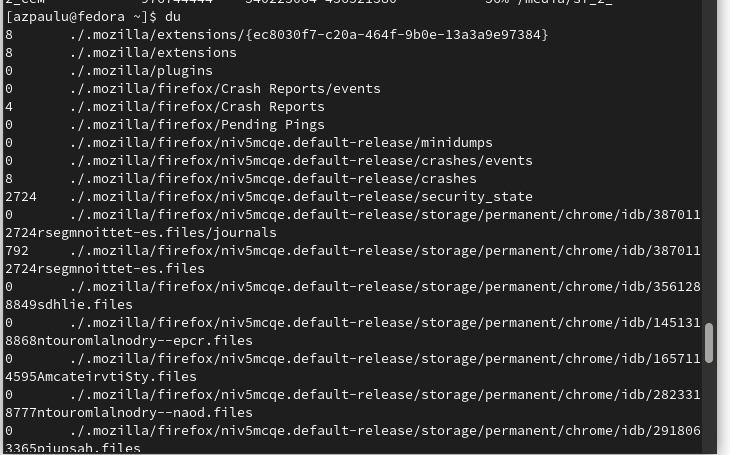 [azpaulu@fedora ~]$ du
8       ./.mozilla/extensions/{ec8030f7-c20a-464f-9b0e-13a3a9e97384}
8       ./.mozilla/extensions
0       ./.mozilla/plugins
0       ./.mozilla/firefox/Crash Reports/events
4       ./.mozilla/firefox/Crash Reports
0       ./.mozilla/firefox/Pending Pings
0       ./.mozilla/firefox/niv5mcqe.default-release/minidumps
0       ./.mozilla/firefox/niv5mcqe.default-release/crashes/events
8       ./.mozilla/firefox/niv5mcqe.default-release/crashes
2724    ./.mozilla/firefox/niv5mcqe.default-release/security_state
0       ./.mozilla/firefox/niv5mcqe.default-release/storage/permanent/chrome/idb/387011
2724rsegmnoittet-es.files/journals
792     ./.mozilla/firefox/niv5mcqe.default-release/storage/permanent/chrome/idb/387011
2724rsegmnoittet-es.files
0       ./.mozilla/firefox/niv5mcqe.default-release/storage/permanent/chrome/idb/356128
8849sdhlie.files
0       ./.mozilla/firefox/niv5mcqe.default-release/storage/permanent/chrome/idb/145131
8868ntouromlalnodry--epcr.files
0       ./.mozilla/firefox/niv5mcqe.default-release/storage/permanent/chrome/idb/165711
4595AmcateirvtiSty.files
0       ./.mozilla/firefox/niv5mcqe.default-release/storage/permanent/chrome/idb/282331
8777ntouromlalnodry--naod.files
0       ./.mozilla/firefox/niv5mcqe.default-release/storage/permanent/chrome/idb/291806
3365piupsah.files